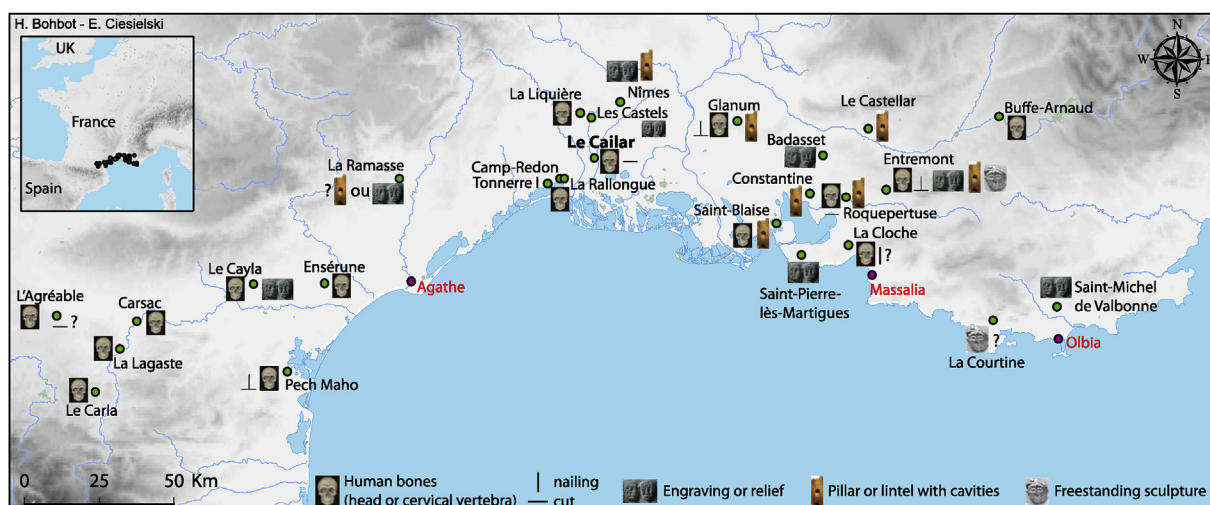 H. Bohbot - E. Ciesielski
UK
France
Spain
N
W
E
S
Nîmes
La Liquière
Les Castels
Le Cailar
Glanum
Le Castellar
Buffe-Arnaud
Badasset
Entremont
La Ramasse
? ou
Camp-Redon
Tonnerre I
La Rallongue
Constantine
Roquepertuse
Saint-Blaise
La Cloche
?
Saint-Pierre-
lès-Martigues
Massalia
Saint-Michel
de Valbonne
Olbia
La Courtine
?
Le Cayla
Ensérune
Agathe
L'Agréable
?
Carsac
La Lagaste
Le Carla
Pech Maho
0 25 50 Km
Human bones
(head or cervical vertebra)
nailing
cut
Engraving or relief
Pillar or lintel with cavities
Freestanding sculpture